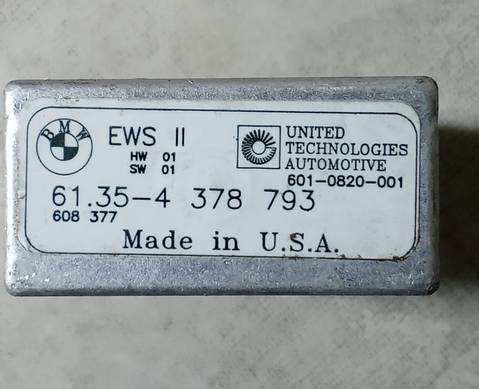 BMW
EWS II
HW 01
SW 01
UNITED
TECHNOLOGIES
AUTOMOTIVE
601-0820-001
61.35-4 378 793
608 377
Made in U.S.A.